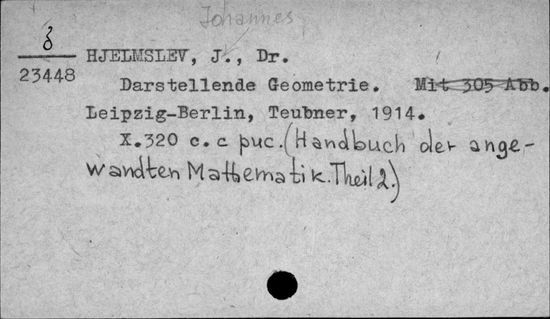 Johannes
23448
HJELMSLEV, J., Dr.
Darstellende Geometrie. Mit 305 Abb.
Leipzig-Berlin, Teubner, 1914.
X.320 с. с рис. (Handbuch der ange-
wandten Mathematik. Theil 2.)